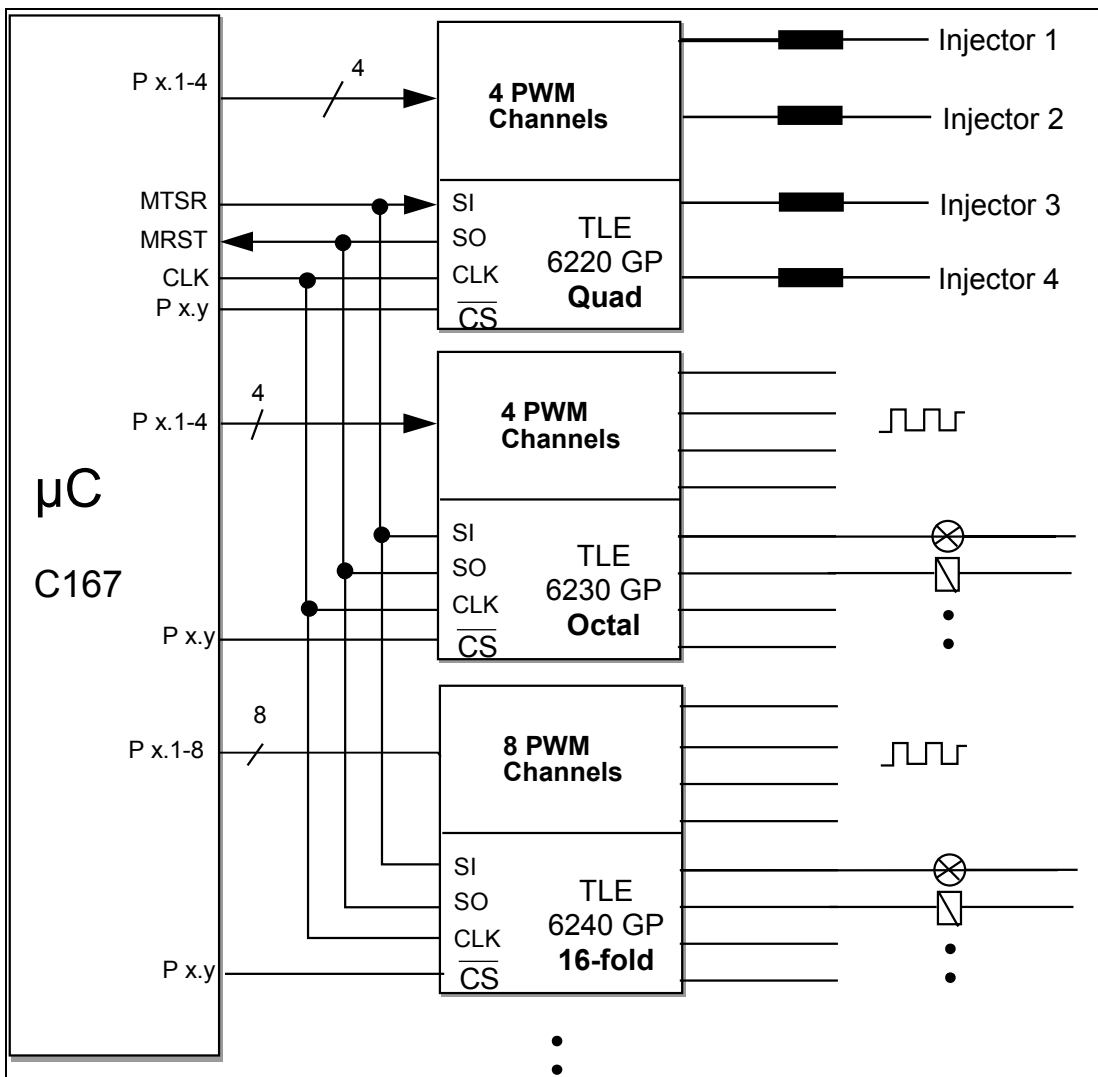 µC
C167
P x.1-4
4
4 PWM
Channels
Injector 1
Injector 2
Injector 3
Injector 4
MTSR
MRST
CLK
P x.y
SI
SO
CLK
CS
TLE
6220 GP
Quad
P x.1-4
4
4 PWM
Channels
P x.y
SI
SO
CLK
CS
TLE
6230 GP
Octal
P x.1-8
8
8 PWM
Channels
P x.y
SI
SO
CLK
CS
TLE
6240 GP
16-fold